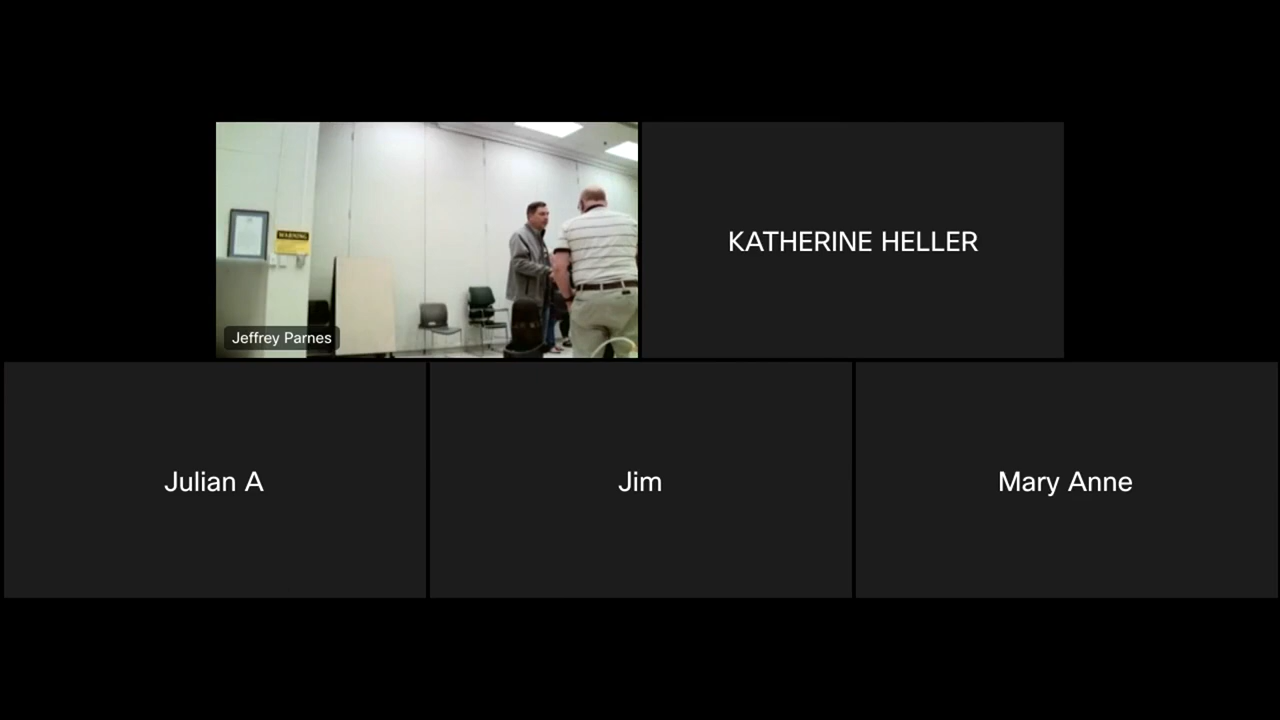 WARNING
Jeffrey Parnes
KATHERINE HELLER
Julian A
Jim
Mary Anne